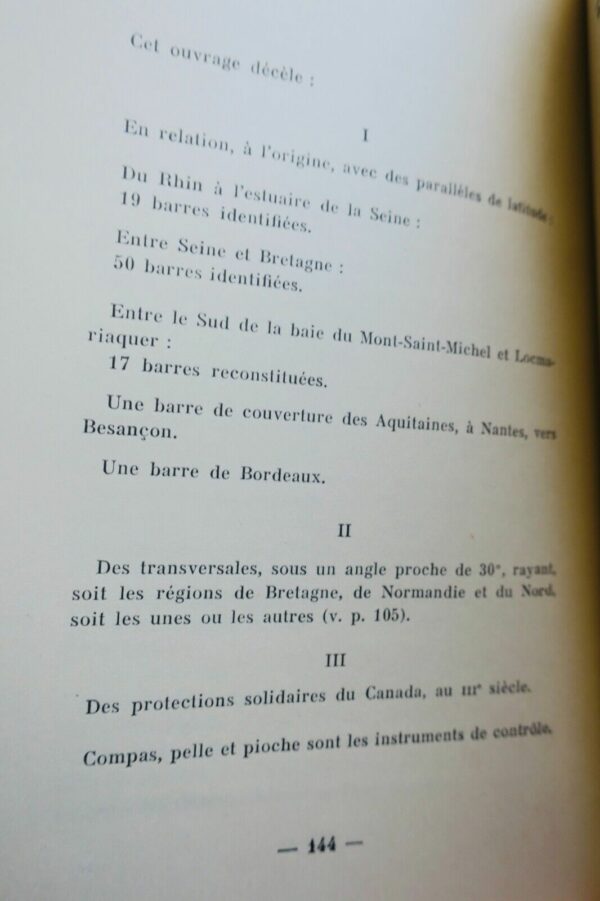 Cet ouvrage décèle :
I
En relation, à l'origine, avec des parallèles de latitude :
Du Rhin à l'estuaire de la Seine :
19 barres identifiées.
Entre Seine et Bretagne :
50 barres identifiées.
Entre le Sud de la baie du Mont-Saint-Michel et Locma-
riaquer :
17 barres reconstituées.
Une barre de couverture des Aquitaines, à Nantes, vers
Besançon.
Une barre de Bordeaux.
II
Des transversales, sous un angle proche de 30°, rayant,
soit les régions de Bretagne, de Normandie et du Nord,
soit les unes ou les autres (v. p. 105).
III
Des protections solidaires du Canada, au IIIe siècle.
Compas, pelle et pioche sont les instruments de contrôle.
— 144 —